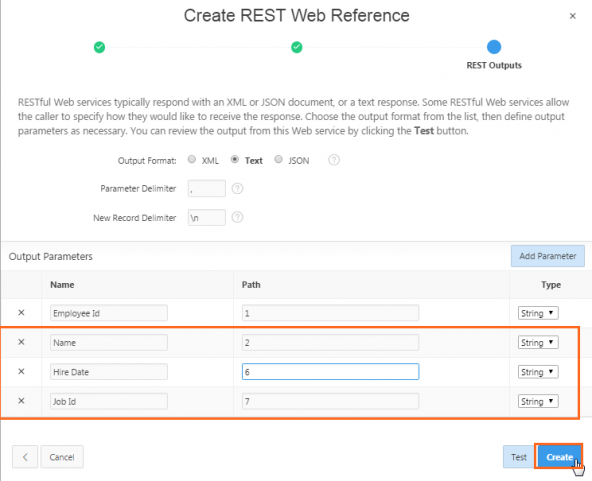 Create REST Web Reference
×
REST Outputs
RESTful Web services typically respond with an XML or JSON document, or a text response. Some RESTful Web services allow
the caller to specify how they would like to receive the response. Choose the output format from the list, then define output
parameters as necessary. You can review the output from this Web service by clicking the Test button.
Output Format: XML Text JSON ?
Parameter Delimiter , ?
New Record Delimiter \n ?
Output Parameters Add Parameter
Name Path Type
× Employee Id 1 String ▼
× Name 2 String ▼
× Hire Date 6 String ▼
× Job Id 7 String ▼
< Cancel Test Create